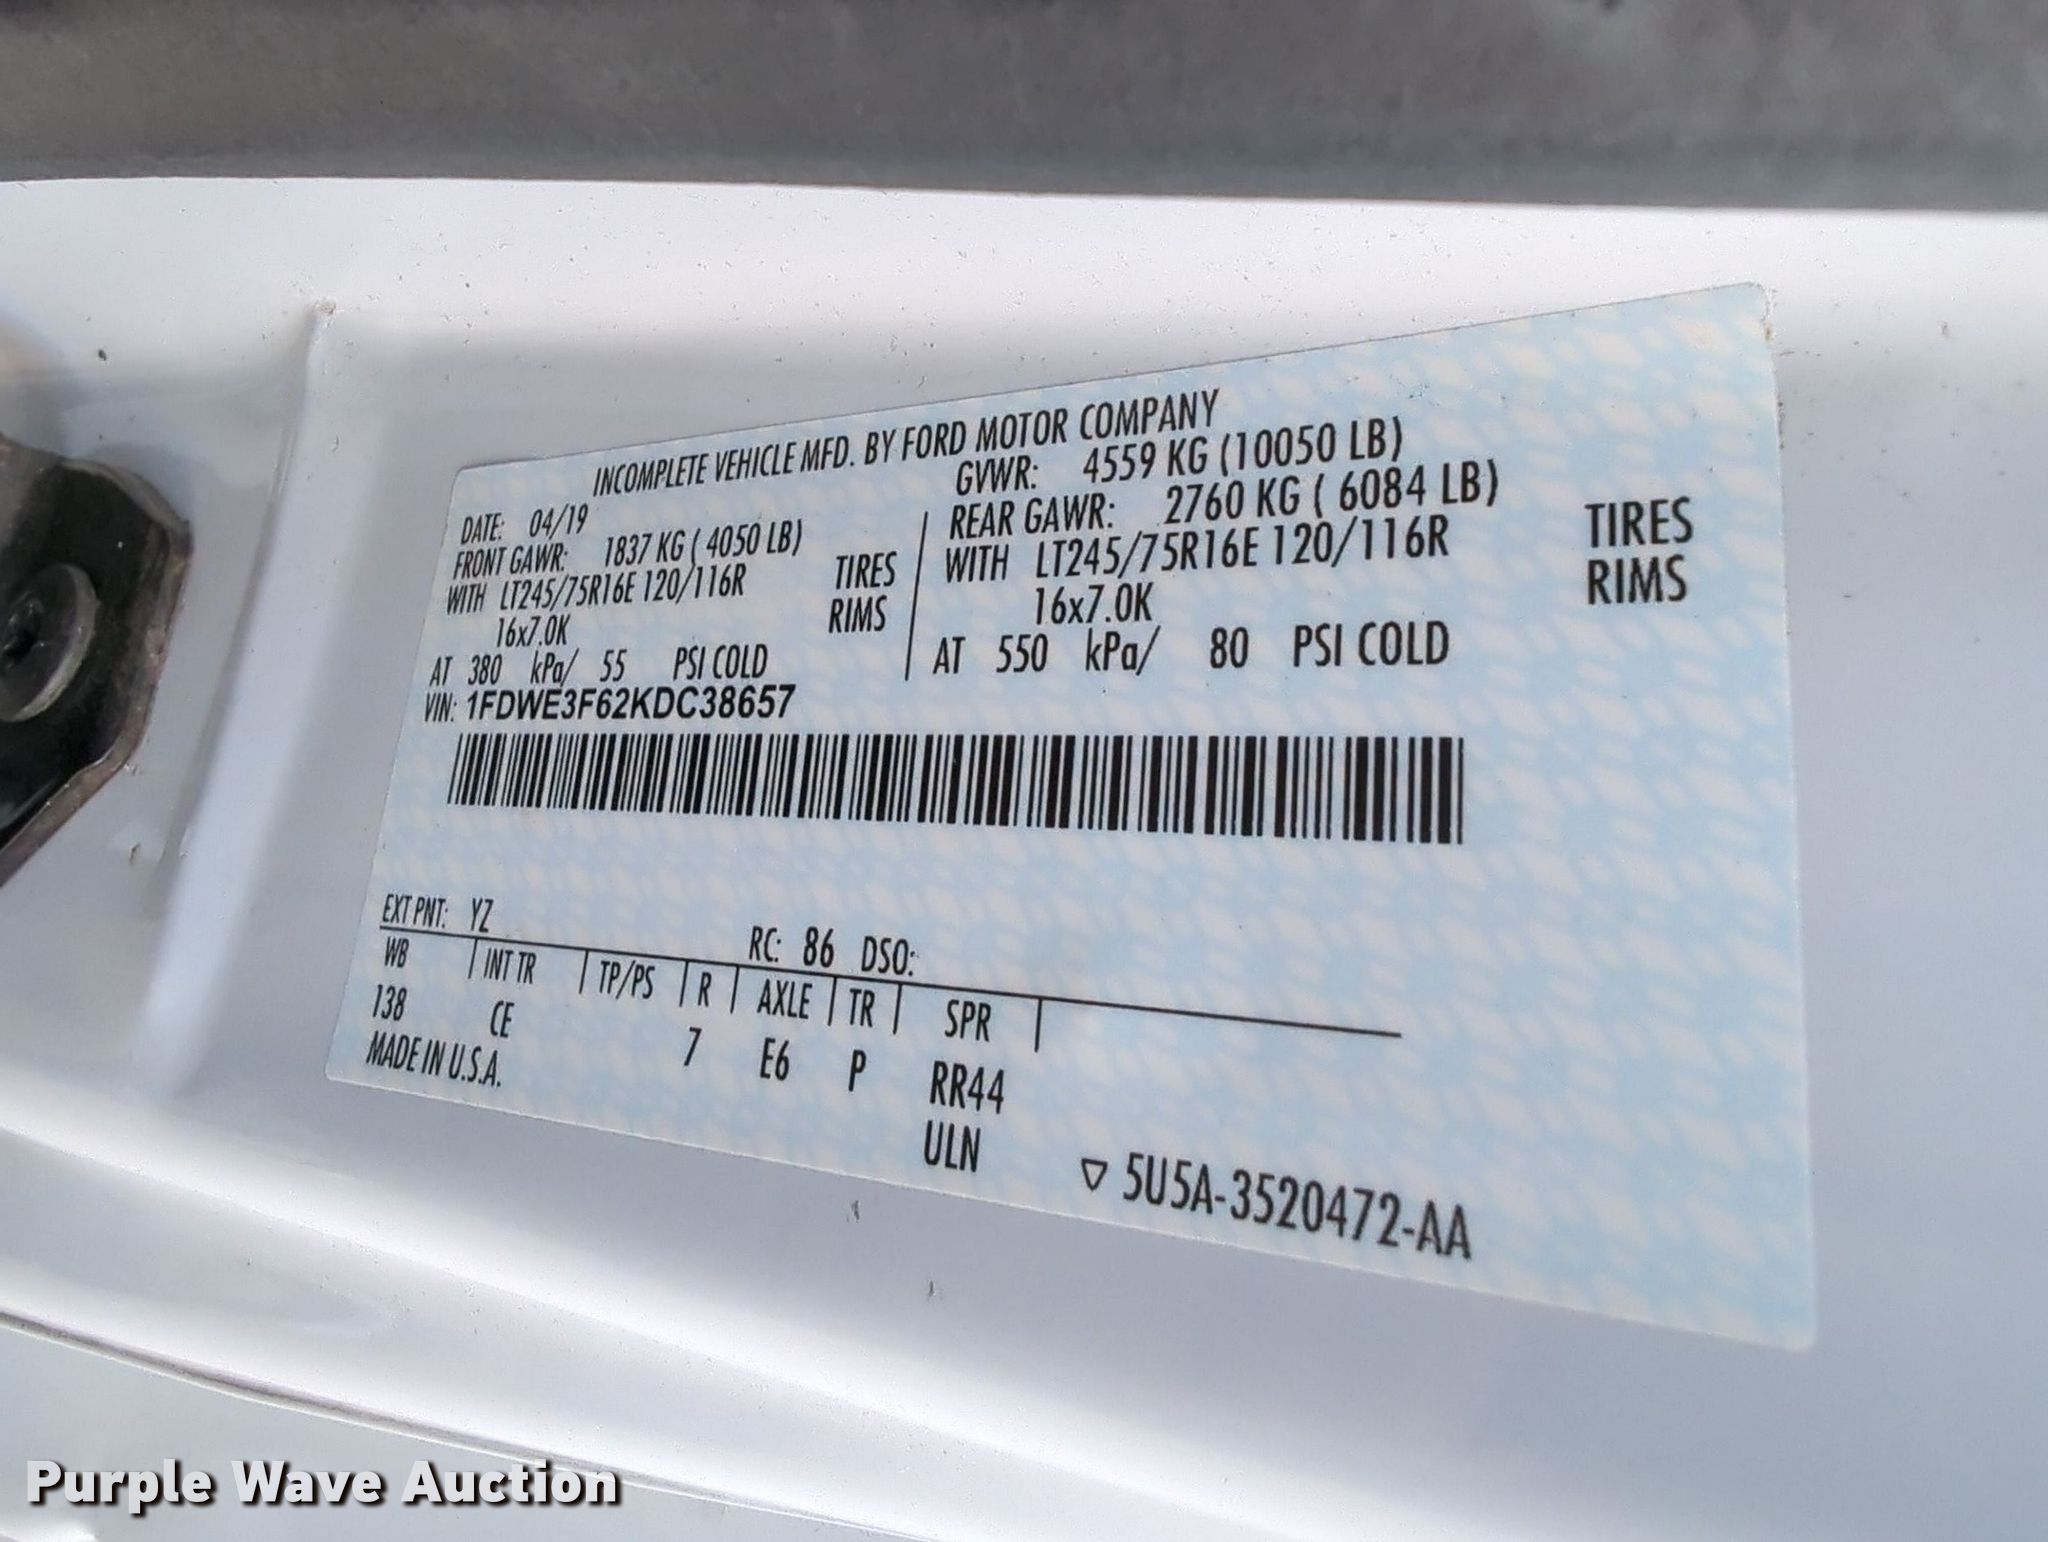 INCOMPLETE VEHICLE MFD. BY FORD MOTOR COMPANY
DATE: 04/19 GVWR: 4559 KG (10050 LB)
FRONT GAWR: 1837 KG ( 4050 LB) REAR GAWR: 2760 KG ( 6084 LB)
WITH LT245/75R16E 120/116R TIRES WITH LT245/75R16E 120/116R TIRES
16x7.0K RIMS 16x7.0K RIMS
AT 380 kPa/ 55 PSI COLD AT 550 kPa/ 80 PSI COLD
VIN: 1FDWE3F62KDC38657
EXT PNT: YZ RC: 86 DSO:
WB INT TR TP/PS R AXLE TR SPR
138 CE 7 E6 P RR44
MADE IN U.S.A. ULN
▽ 5U5A-3520472-AA
Purple Wave Auction